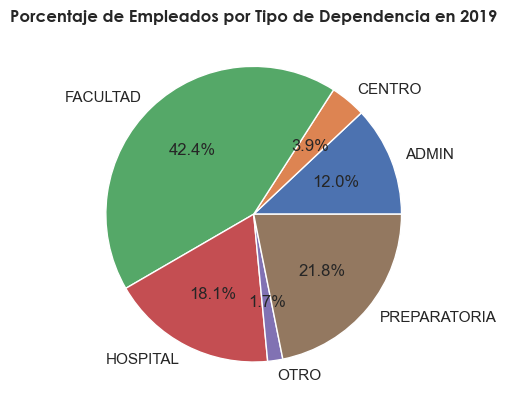 Porcentaje de Empleados por Tipo de Dependencia en 2019
FACULTAD
42.4%
CENTRO
3.9%
ADMIN
12.0%
HOSPITAL
18.1%
OTRO
1.7%
PREPARATORIA
21.8%